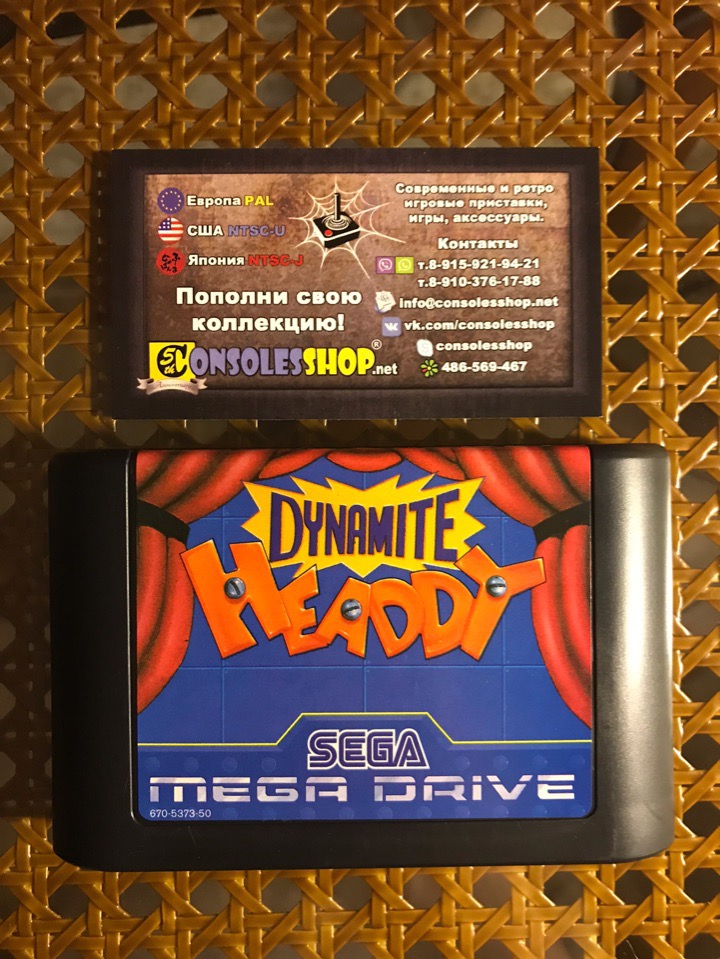 Европа PAL
США NTSC-U
Япония NTSC-J
Пополни свою
коллекцию!
5th
Anniversary
CONSOLESSHOP®.net
Современные и ретро
игровые приставки,
игры, аксессуары.
Контакты
т.8-915-921-94-21
т.8-910-376-17-88
info@consolesshop.net
vk.com/consolesshop
consolesshop
486-569-467
DYNAMITE
HEADDY
SEGA
MEGA DRIVE
670-5373-50